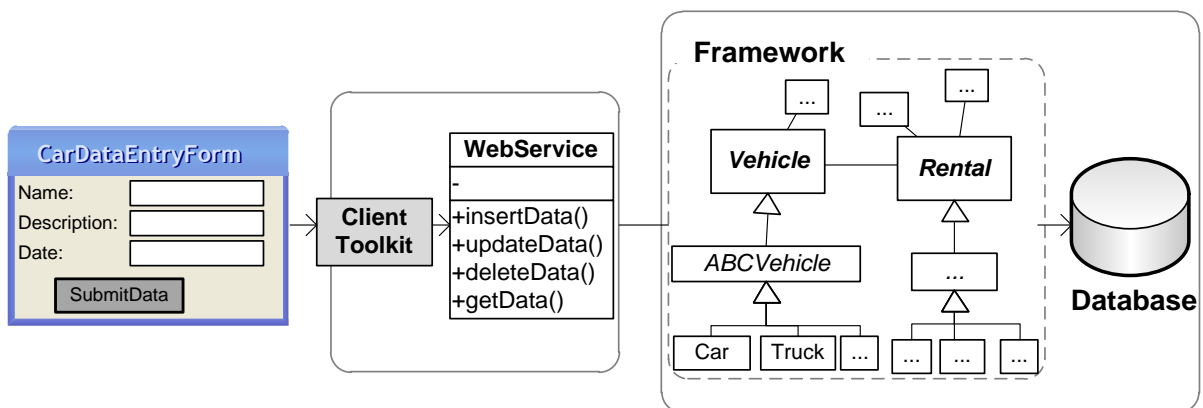 CarDataEntryForm
Name:
Description:
Date:
SubmitData
Client
Toolkit
WebService
-
+insertData()
+updateData()
+deleteData()
+getData()
Framework
...
...
...
Vehicle
Rental
ABCVehicle
...
Car
Truck
...
...
...
...
Database